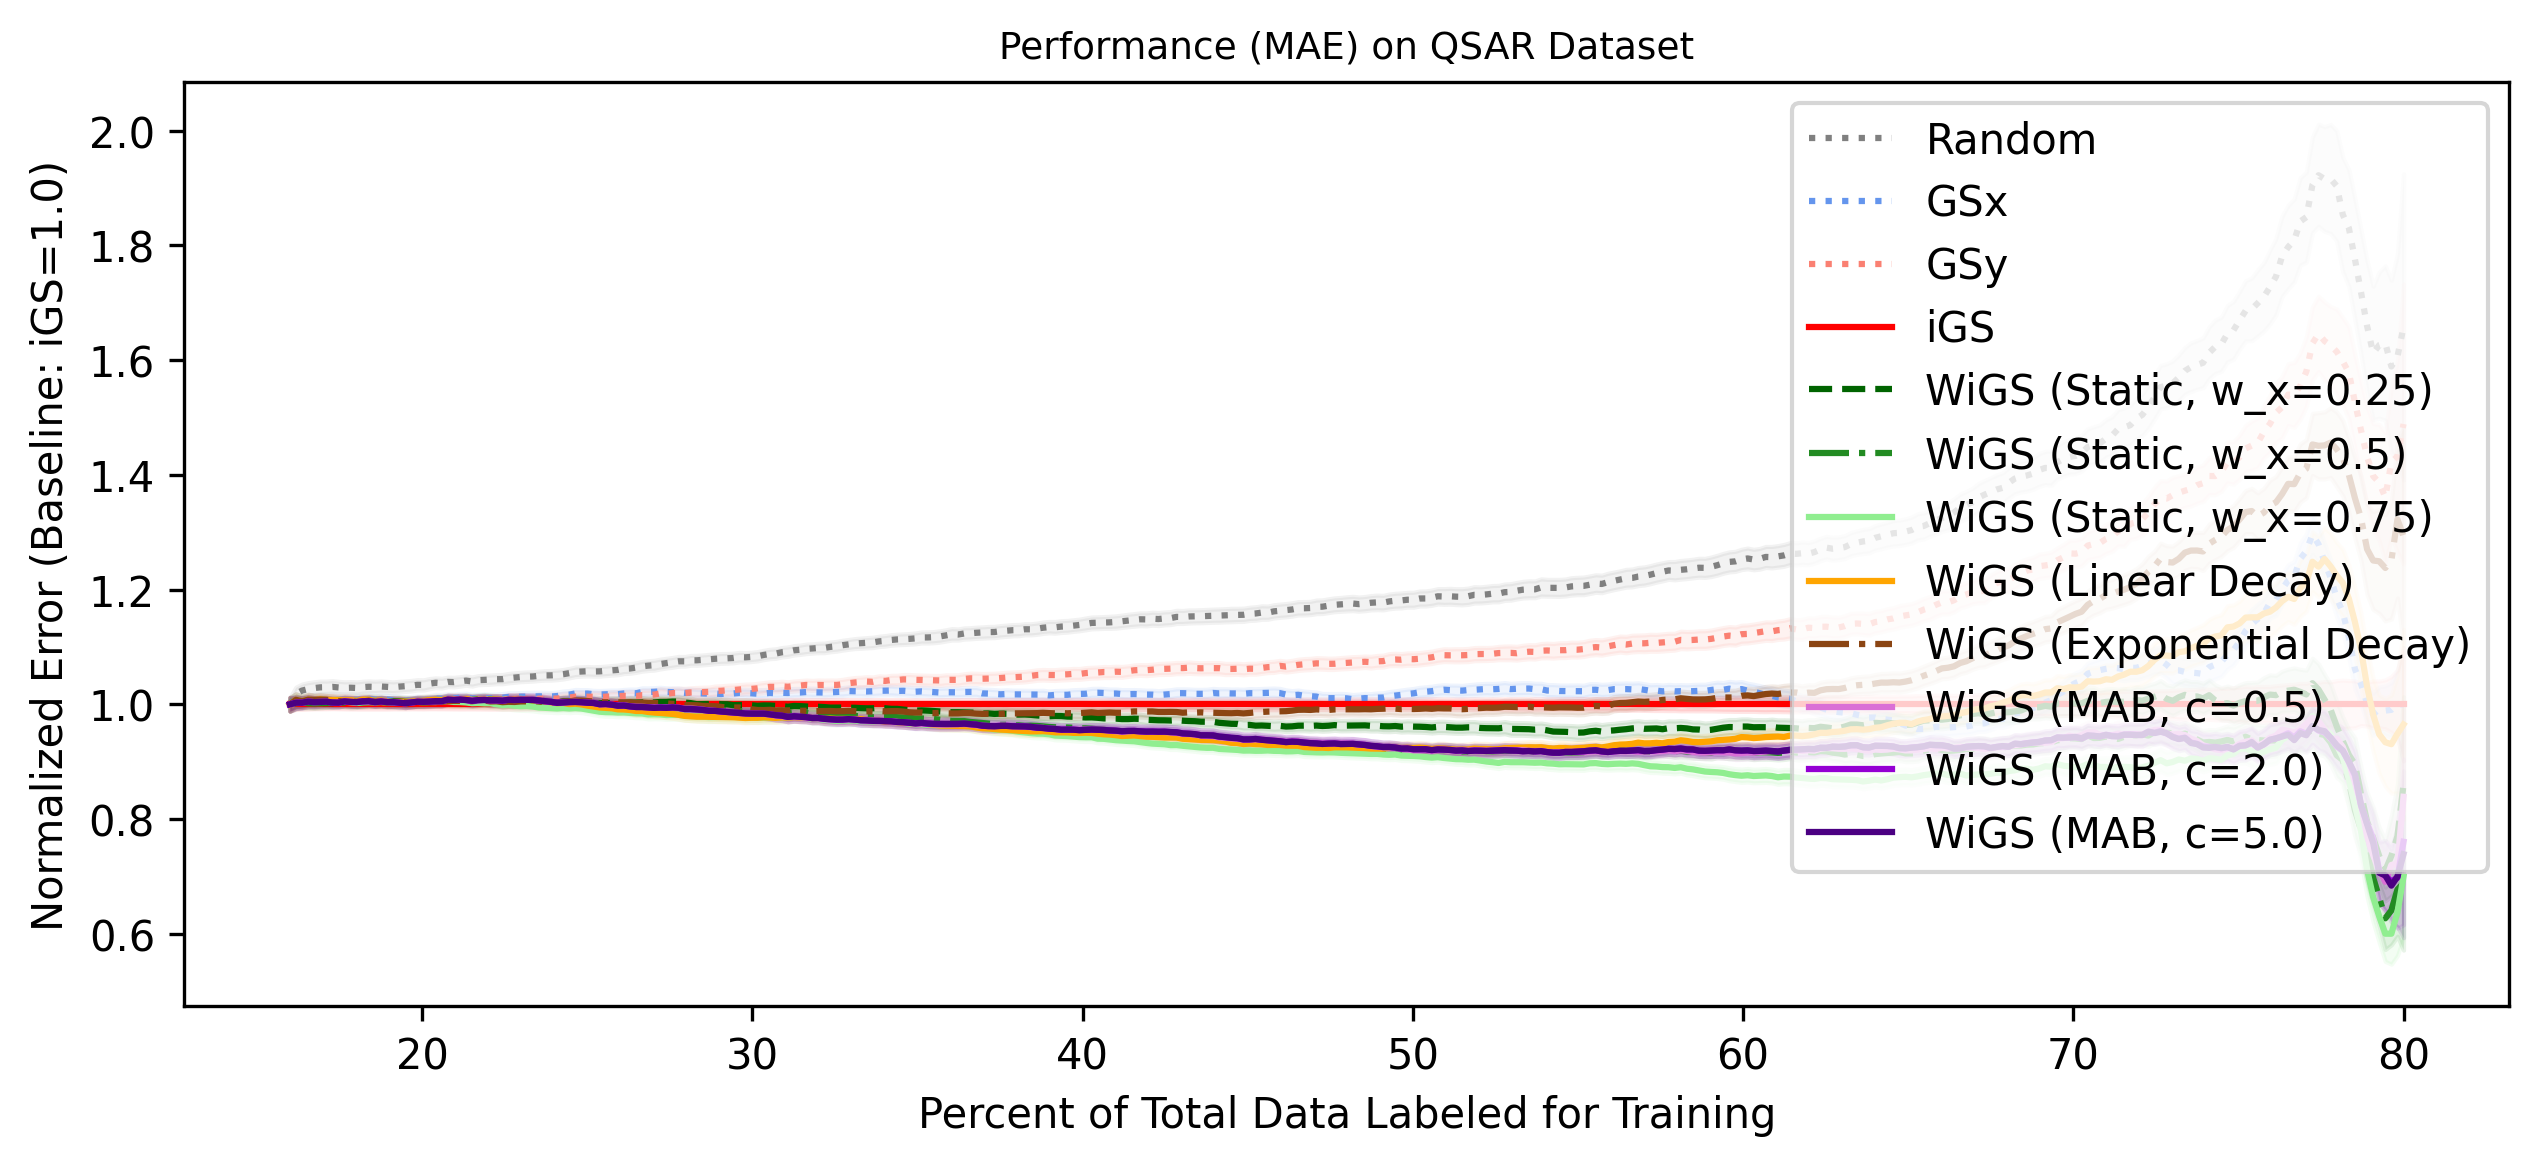 Performance (MAE) on QSAR Dataset
Normalized Error (Baseline: iGS=1.0)
2.0
1.8
1.6
1.4
1.2
1.0
0.8
0.6
Random
GSx
GSy
iGS
WiGS (Static, w_x=0.25)
WiGS (Static, w_x=0.5)
WiGS (Static, w_x=0.75)
WiGS (Linear Decay)
WiGS (Exponential Decay)
WiGS (MAB, c=0.5)
WiGS (MAB, c=2.0)
WiGS (MAB, c=5.0)
20 30 40 50 60 70 80
Percent of Total Data Labeled for Training